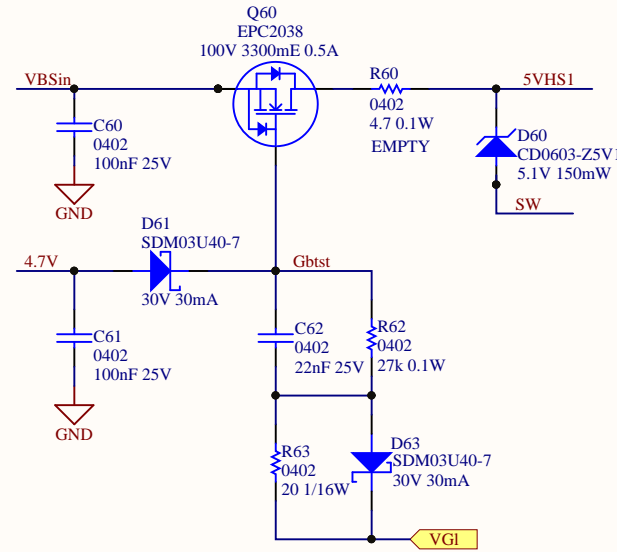 Q60
EPC2038
100V 3300mE 0.5A
VBSin
R60
0402
4.7 0.1W
EMPTY
5VHS1
C60
0402
100nF 25V
GND
D60
CD0603-Z5V1
5.1V 150mW
SW
D61
SDM03U40-7
30V 30mA
4.7V
Gbtst
C61
0402
100nF 25V
GND
C62
0402
22nF 25V
R62
0402
27k 0.1W
R63
0402
20 1/16W
D63
SDM03U40-7
30V 30mA
VGl